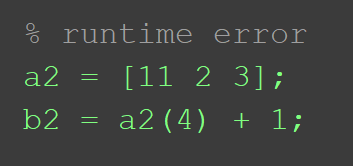 % runtime error
a2 = [11 2 3];
b2 = a2(4) + 1;